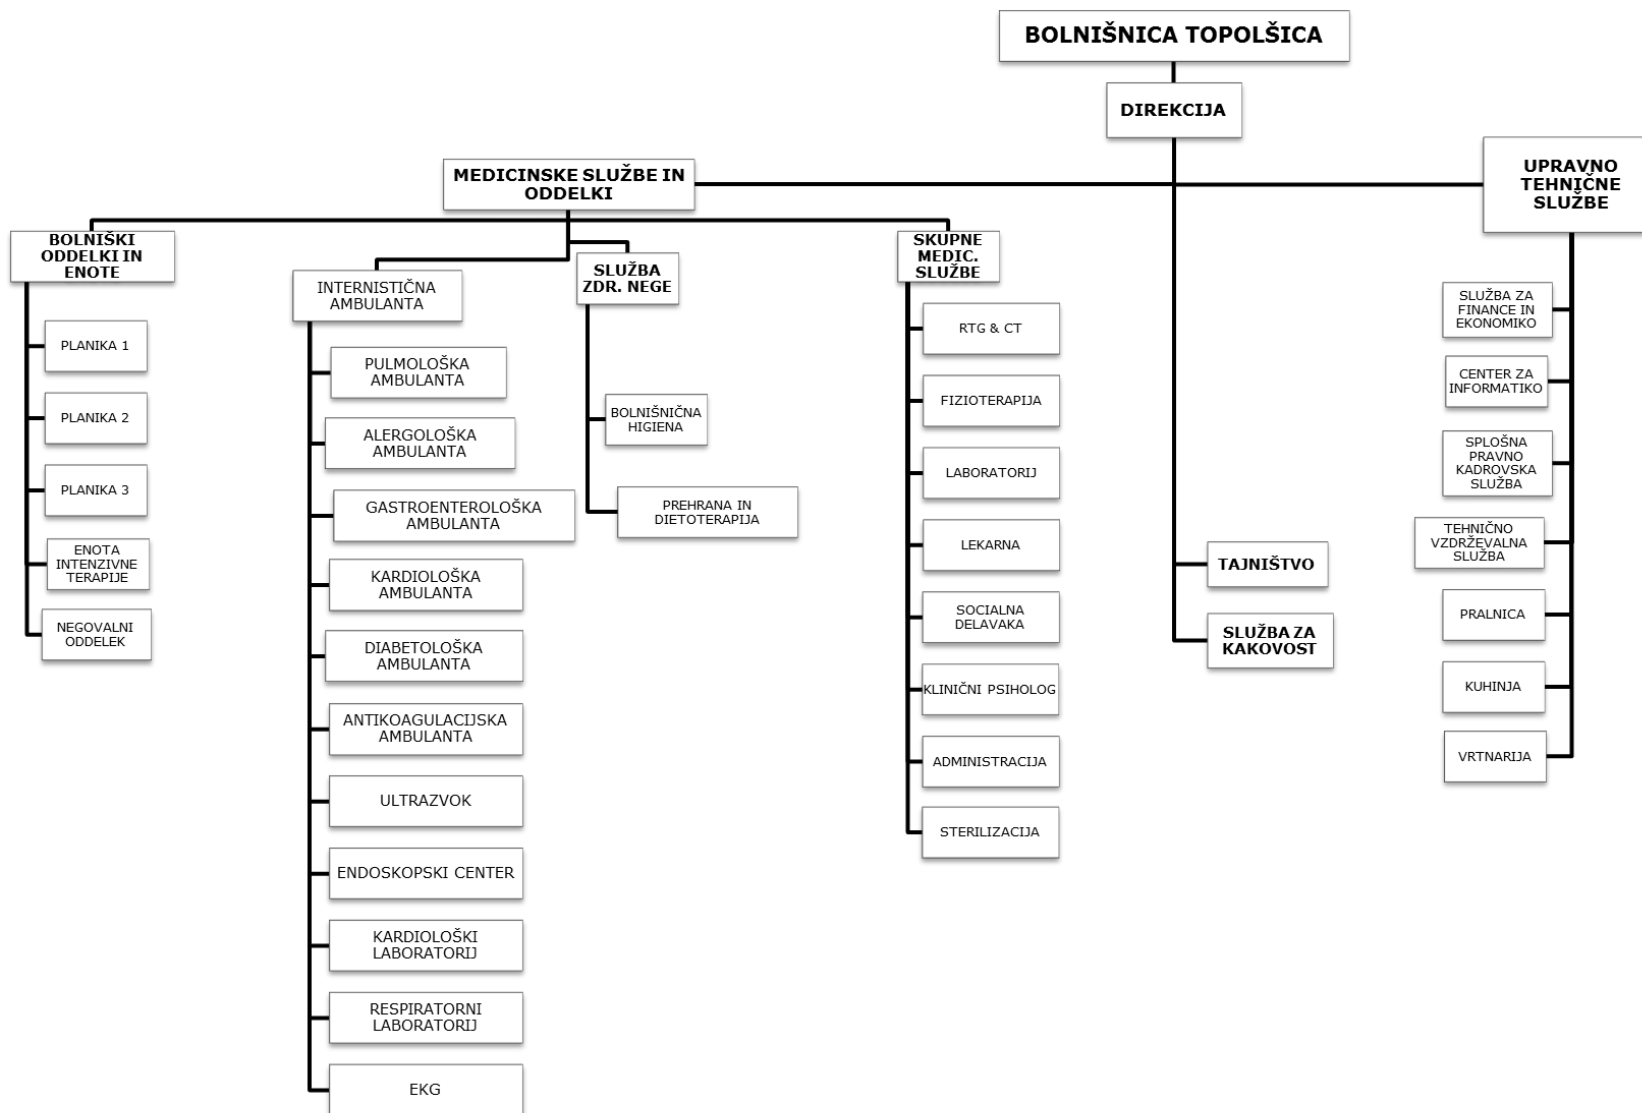 BOLNIŠNICA TOPOLŠICA
DIREKCIJA
MEDICINSKE SLUŽBE IN
ODDELKI
UPRAVNO
TEHNIČNE
SLUŽBE
BOLNIŠKI
ODDELKI IN
ENOTE
PLANIKA 1
PLANIKA 2
PLANIKA 3
ENOTA
INTENZIVNE
TERAPIJE
NEGOVALNI
ODDELEK
INTERNISTIČNA
AMBULANTA
PULMOLOŠKA
AMBULANTA
ALERGOLOŠKA
AMBULANTA
GASTROENTEROLOŠKA
AMBULANTA
KARDIOLOŠKA
AMBULANTA
DIABETOLOŠKA
AMBULANTA
ANTIKOAGULACIJSKA
AMBULANTA
ULTRAZVOK
ENDOSKOPSKI CENTER
KARDIOLOŠKI
LABORATORIJ
RESPIRATORNI
LABORATORIJ
EKG
SLUŽBA
ZDR. NEGE
BOLNIŠNIČNA
HIGIENA
PREHRANA IN
DIETOTERAPIJA
SKUPNE
MEDIC.
SLUŽBE
RTG & CT
FIZIOTERAPIJA
LABORATORIJ
LEKARNA
SOCIALNA
DELAVAKA
KLINIČNI PSIHOLOG
ADMINISTRACIJA
STERILIZACIJA
TAJNIŠTVO
SLUŽBA ZA
KAKOVOST
SLUŽBA ZA
FINANCE IN
EKONOMIKO
CENTER ZA
INFORMATIKO
SPLOŠNA
PRAVNO
KADROVSKA
SLUŽBA
TEHNIČNO
VZDRŽEVALNA
SLUŽBA
PRALNICA
KUHINJA
VRTNARIJA